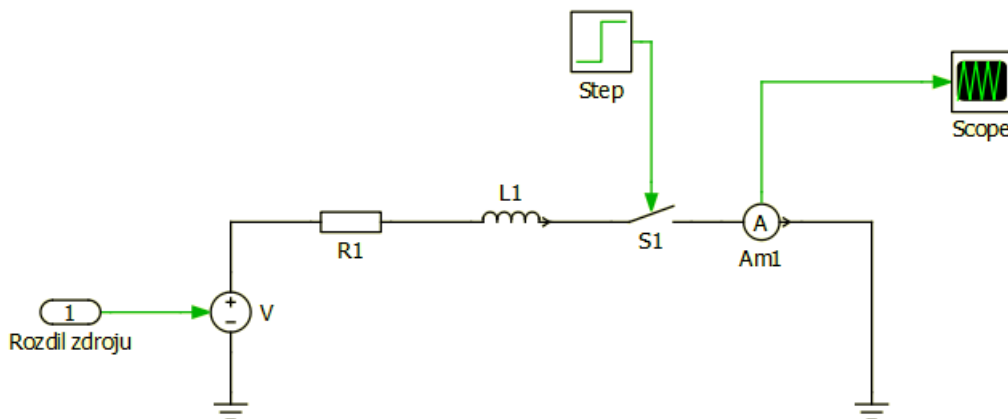 Step
Scope
L1
S1
A
R1
Am1
+
−
V
1
Rozdil zdroju